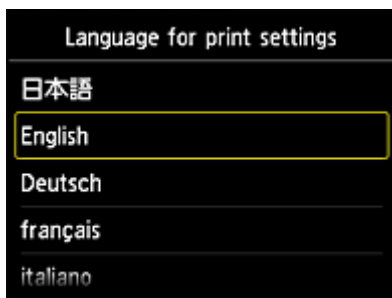 Language for print settings
日本語
English
Deutsch
français
italiano